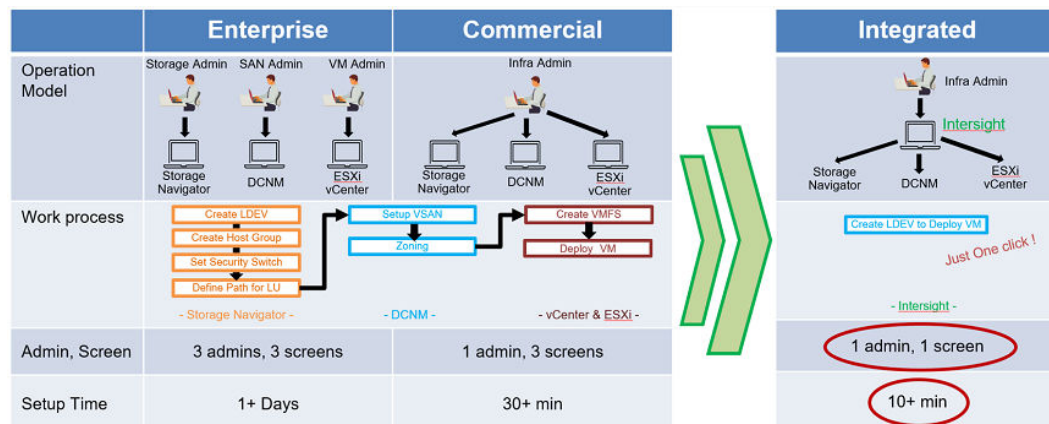 Enterprise
Commercial
Integrated
Operation
Model
Storage Admin
SAN Admin
VM Admin
Storage
Navigator
DCNM
ESXi
vCenter
Infra Admin
Storage
Navigator
DCNM
ESXi
vCenter
Infra Admin
Intersight
Storage
Navigator
DCNM
ESXi
vCenter
Work process
Create LDEV
Create Host Group
Set Security Switch
Define Path for LU
- Storage Navigator -
Setup VSAN
Zoning
- DCNM -
Create VMFS
Deploy VM
- vCenter & ESXi -
Create LDEV to Deploy VM
Just One click !
- Intersight -
Admin, Screen
3 admins, 3 screens
1 admin, 3 screens
1 admin, 1 screen
Setup Time
1+ Days
30+ min
10+ min